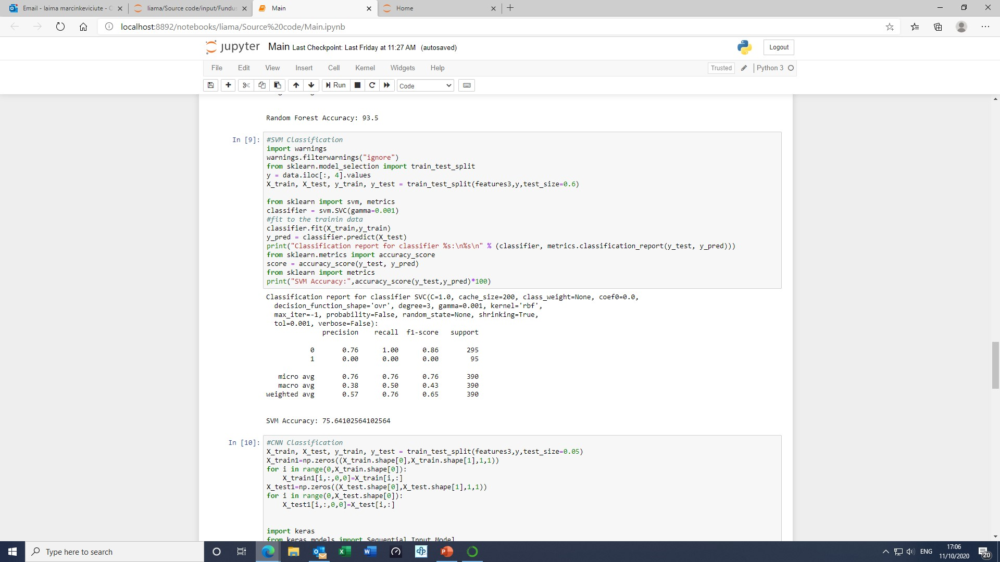 Email - laima marcinkeviciute - O
liama/Source code/input/Fundus
Main
Home
localhost:8892/notebooks/liama/Source%20code/Main.ipynb
jupyter Main Last Checkpoint: Last Friday at 11:27 AM (autosaved)
Logout
File Edit View Insert Cell Kernel Widgets Help
Trusted Python 3
Run Code
Random Forest Accuracy: 93.5
In [9]:
#SVM Classification
import warnings
warnings.filterwarnings("ignore")
from sklearn.model_selection import train_test_split
y = data.iloc[:, 4].values
X_train, X_test, y_train, y_test = train_test_split(features3,y,test_size=0.6)
from sklearn import svm, metrics
classifier = svm.SVC(gamma=0.001)
#fit to the trainin data
classifier.fit(X_train,y_train)
y_pred = classifier.predict(X_test)
print("Classification report for classifier %s:\n%s\n" % (classifier, metrics.classification_report(y_test, y_pred)))
from sklearn.metrics import accuracy_score
score = accuracy_score(y_test, y_pred)
from sklearn import metrics
print("SVM Accuracy:",accuracy_score(y_test,y_pred)*100)
Classification report for classifier SVC(C=1.0, cache_size=200, class_weight=None, coef0=0.0,
decision_function_shape='ovr', degree=3, gamma=0.001, kernel='rbf',
max_iter=-1, probability=False, random_state=None, shrinking=True,
tol=0.001, verbose=False):
precision recall f1-score support
0 0.76 1.00 0.86 295
1 0.00 0.00 0.00 95
micro avg 0.76 0.76 0.76 390
macro avg 0.38 0.50 0.43 390
weighted avg 0.57 0.76 0.65 390
SVM Accuracy: 75.64102564102564
In [10]:
#CNN Classification
X_train, X_test, y_train, y_test = train_test_split(features3,y,test_size=0.05)
X_train1=np.zeros((X_train.shape[0],X_train.shape[1],1,1))
for i in range(0,X_train.shape[0]):
X_train1[i,:,0,0]=X_train[i,:]
X_test1=np.zeros((X_test.shape[0],X_test.shape[1],1,1))
for i in range(0,X_test.shape[0]):
X_test1[i,:,0,0]=X_test[i,:]
import keras
from keras.models import Sequential,Input,Model
Type here to search
ENG
17:06
11/10/2020
20